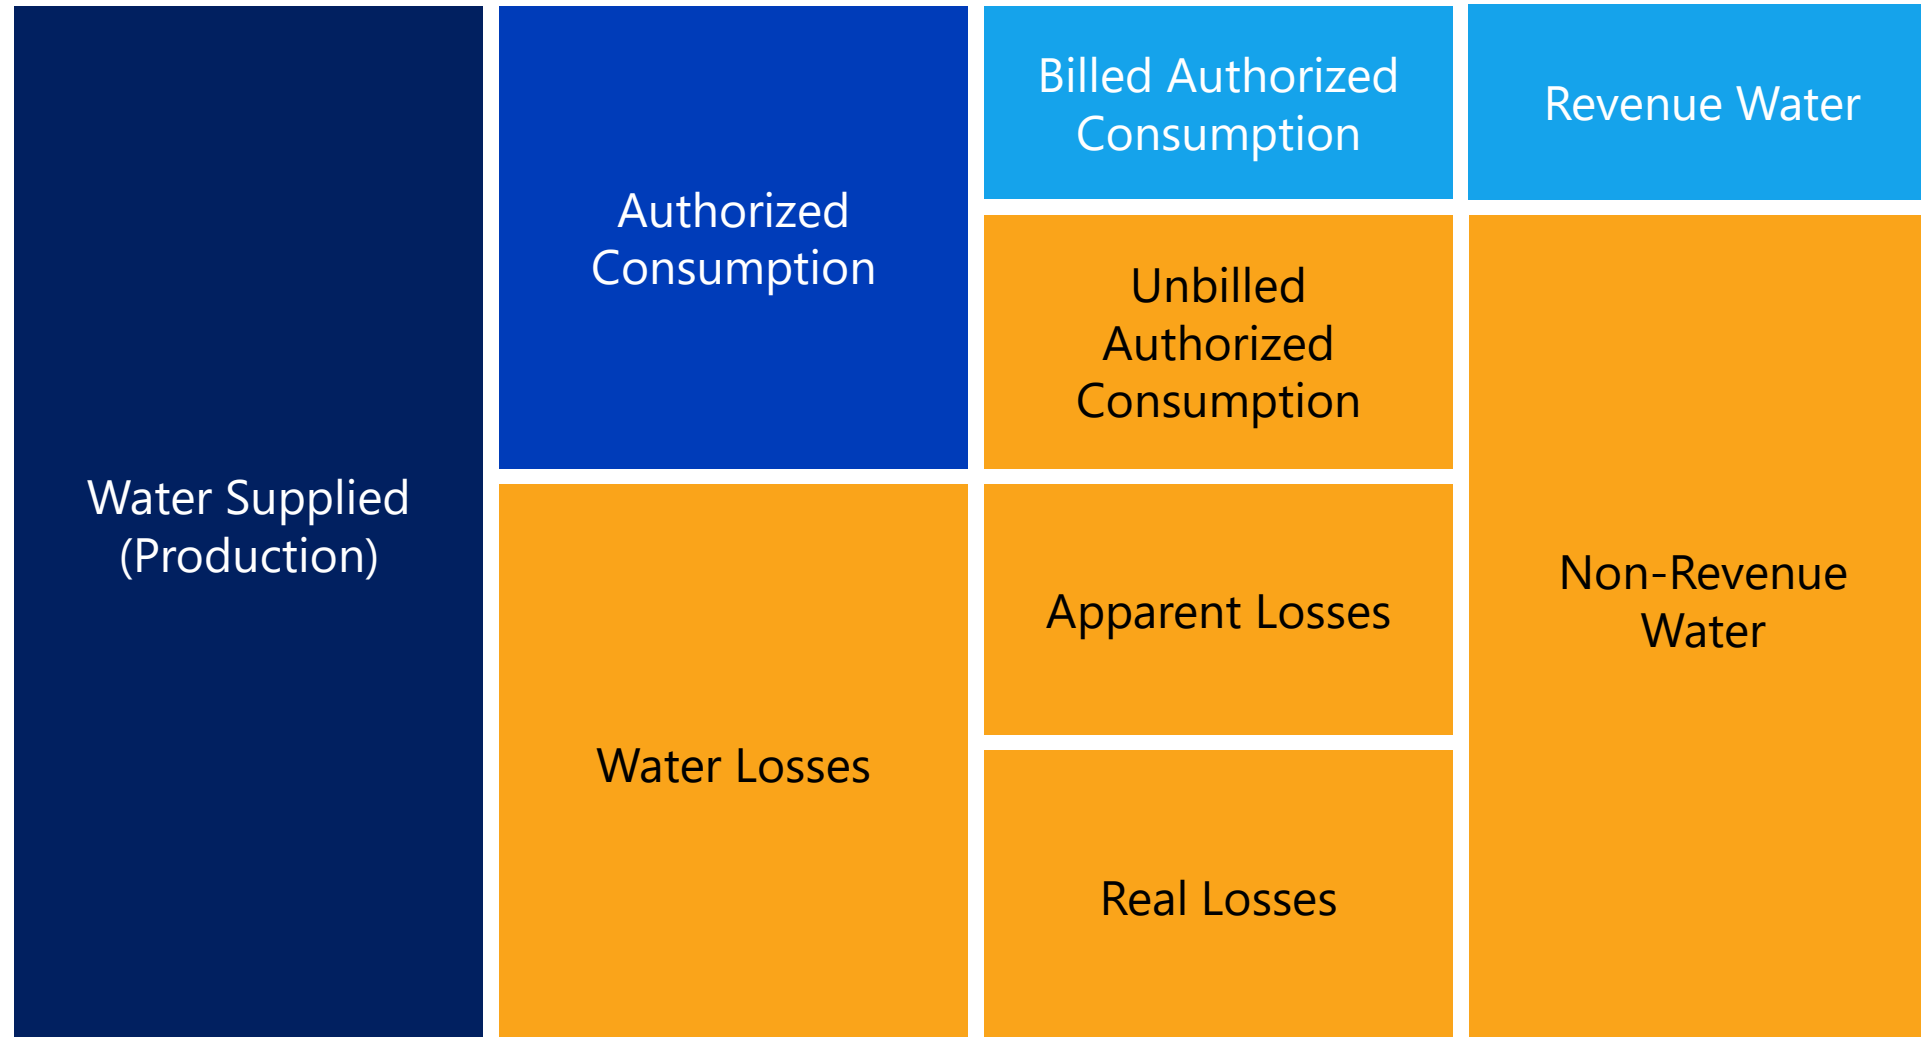 Water Supplied
(Production)
Authorized
Consumption
Water Losses
Billed Authorized
Consumption
Unbilled
Authorized
Consumption
Apparent Losses
Real Losses
Revenue Water
Non-Revenue
Water